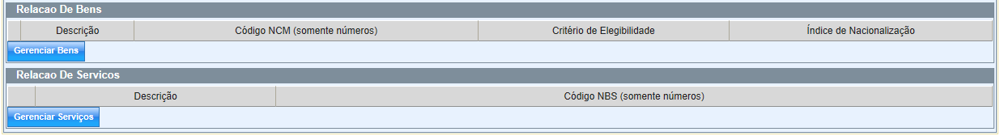 Relacao De Bens
Descrição Código NCM (somente números) Critério de Elegibilidade Índice de Nacionalização
Gerenciar Bens
Relacao De Servicos
Descrição Código NBS (somente números)
Gerenciar Serviços